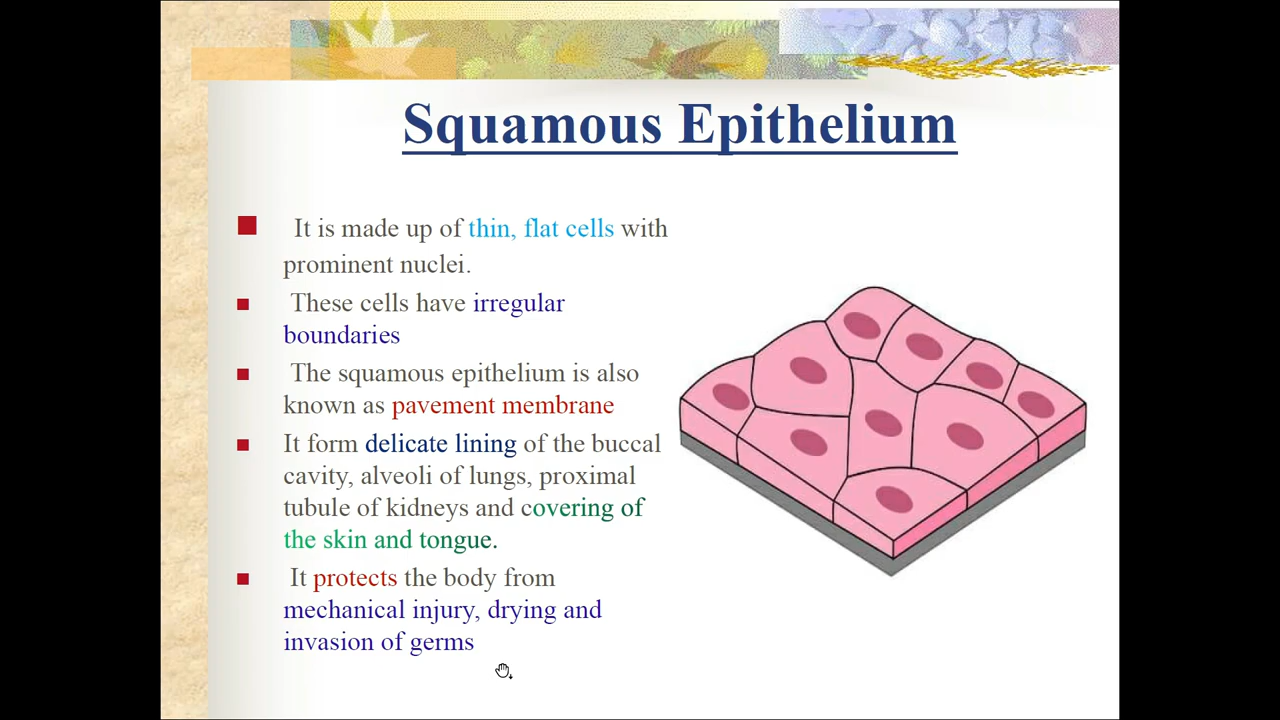 Squamous Epithelium
It is made up of thin, flat cells with
prominent nuclei.
These cells have irregular
boundaries
The squamous epithelium is also
known as pavement membrane
It form delicate lining of the buccal
cavity, alveoli of lungs, proximal
tubule of kidneys and covering of
the skin and tongue.
It protects the body from
mechanical injury, drying and
invasion of germs